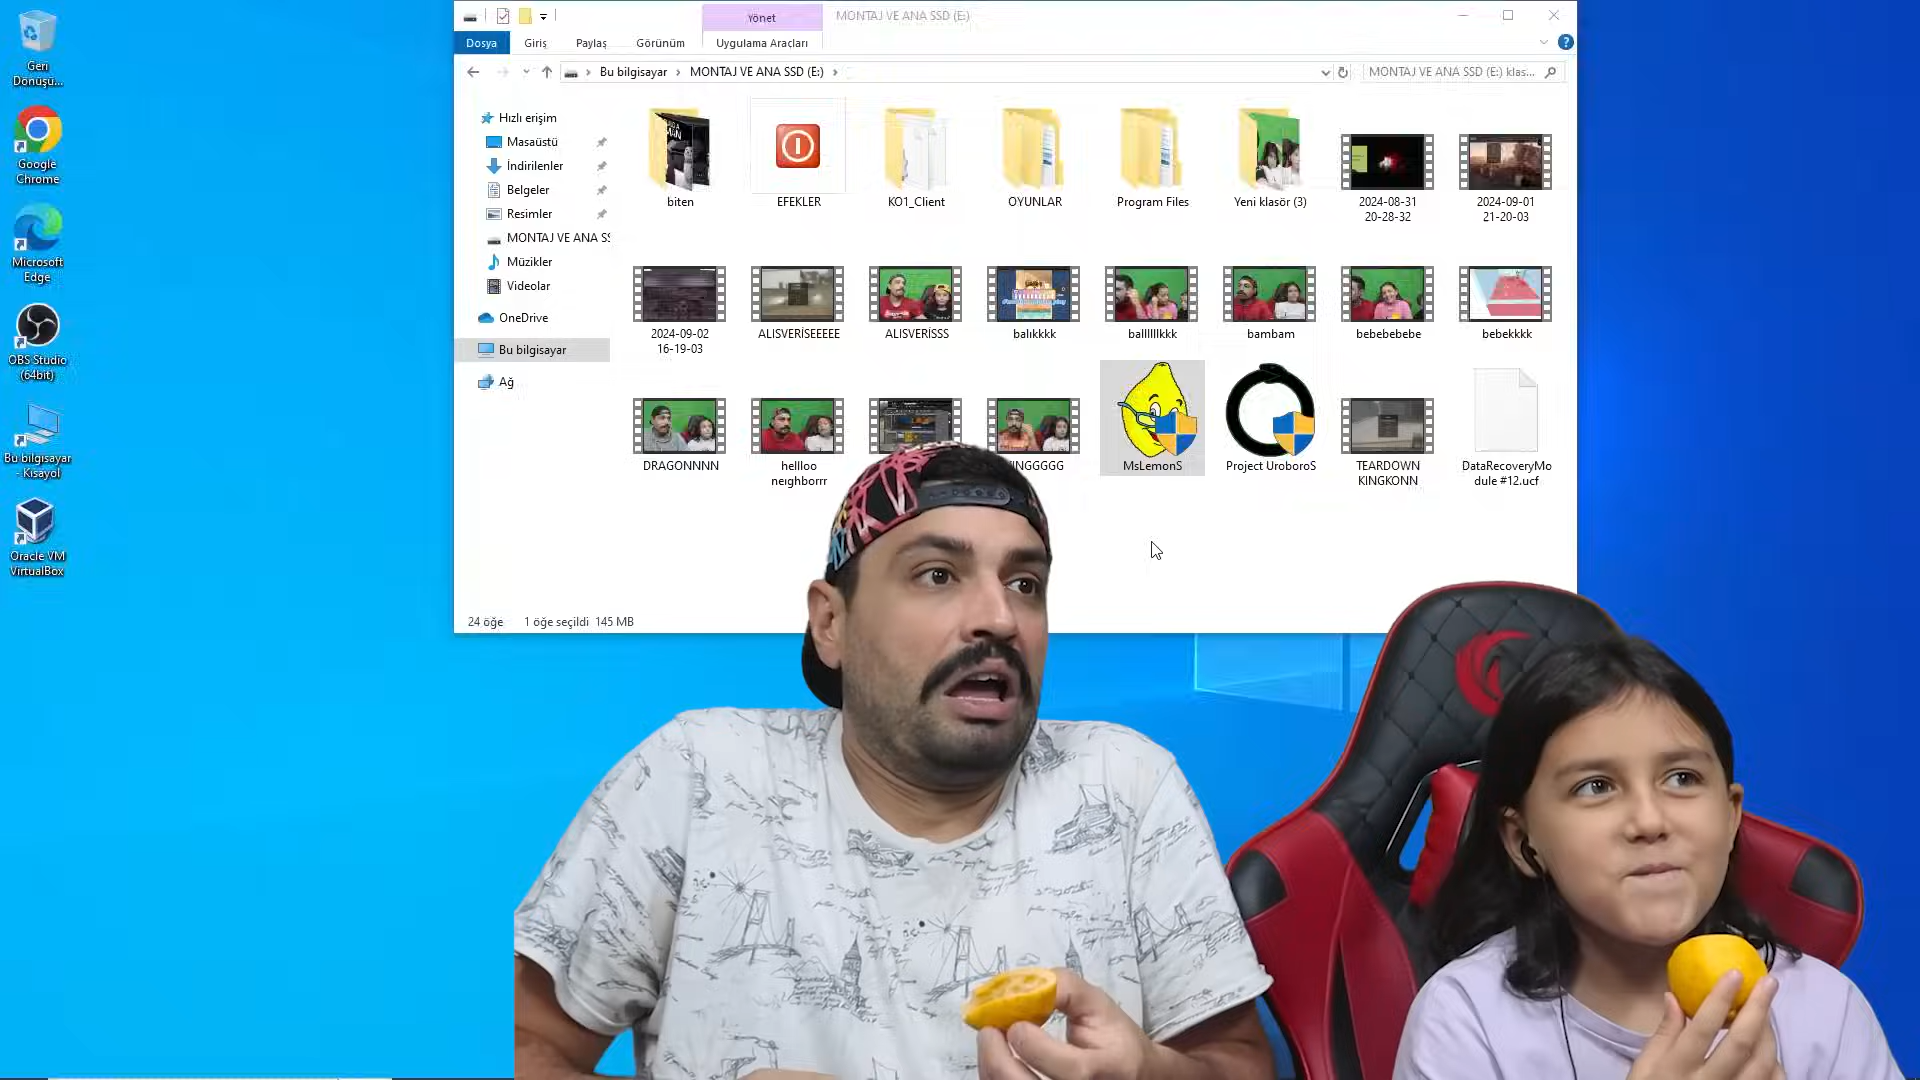 Yönet
MONTAJ VE ANA SSD (E:)
Dosya
Giriş
Paylaş
Görünüm
Uygulama Araçları
Bu bilgisayar
MONTAJ VE ANA SSD (E:)
MONTAJ VE ANA SSD (E:) klas...
Geri
Dönüşü...
Google
Chrome
Microsoft
Edge
OBS Studio
(64bit)
Bu bilgisayar
- Kısayol
Oracle VM
VirtualBox
Hızlı erişim
Masaüstü
İndirilenler
Belgeler
Resimler
MONTAJ VE ANA SS
Müzikler
Videolar
OneDrive
Bu bilgisayar
Ağ
biten
EFEKLER
KO1_Client
OYUNLAR
Program Files
Yeni klasör (3)
2024-08-31
20-28-32
2024-09-01
21-20-03
2024-09-02
16-19-03
ALISVERİSEEEEE
ALISVERİSSS
balıkkkk
ballllllkkk
bambam
bebebebebe
bebekkkk
DRAGONNNN
hellloo
neighborrr
INGGGGG
MsLemonS
Project UroboroS
TEARDOWN
KINGKONN
DataRecoveryMo
dule #12.ucf
24 öğe
1 öğe seçildi 145 MB